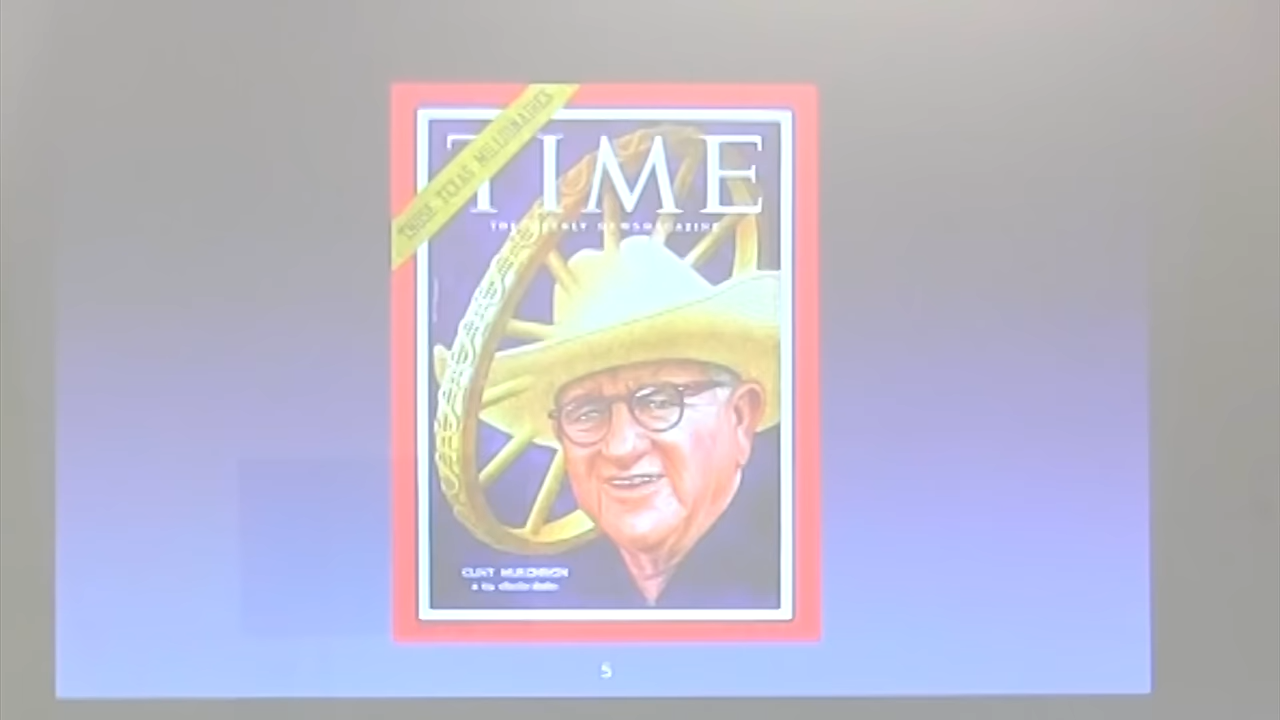 THOSE TEXAS MILLIONAIRES
TIME
THE WEEKLY NEWSMAGAZINE
CLINT MURCHISON
5